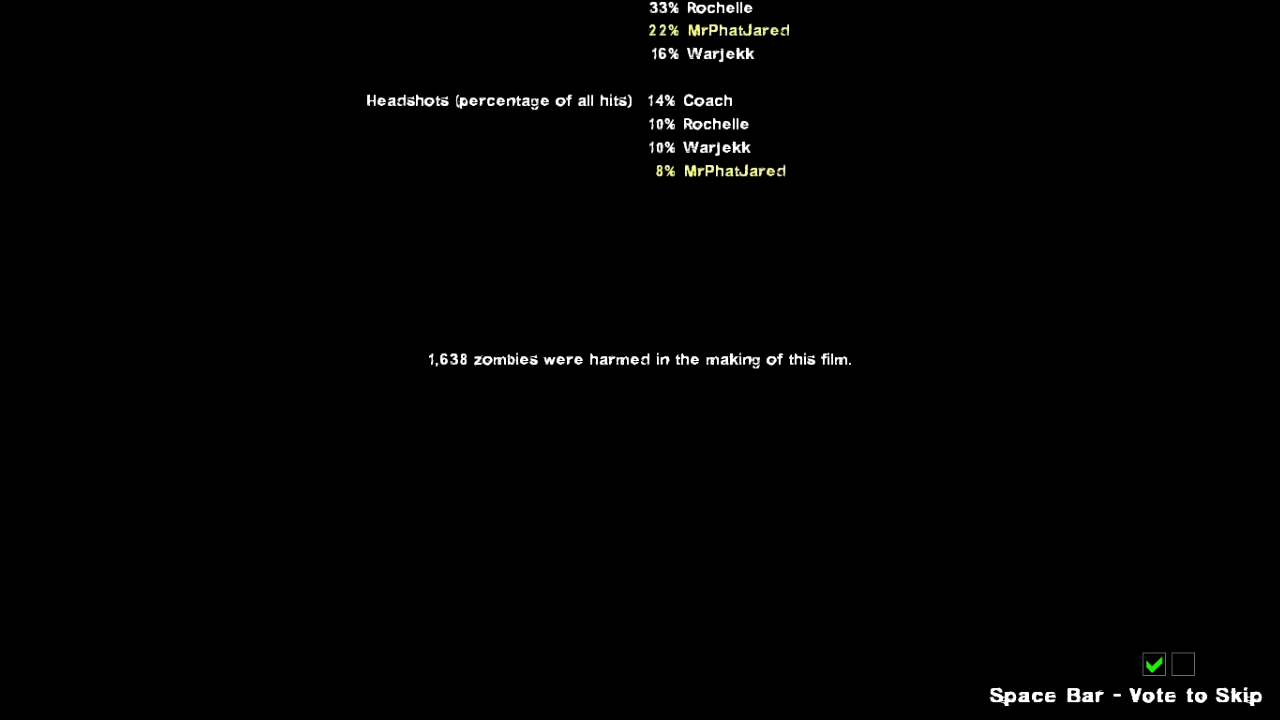 33% Rochelle
22% MrPhatJared
16% Warjekk
Headshots (percentage of all hits) 14% Coach
10% Rochelle
10% Warjekk
8% MrPhatJared
1,638 zombies were harmed in the making of this film.
Space Bar - Vote to Skip